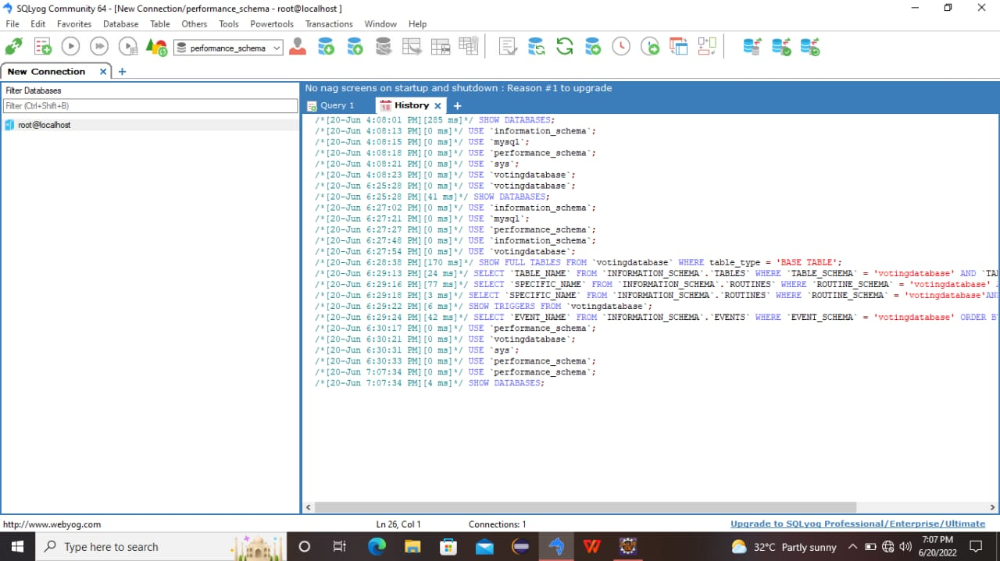 SQLyog Community 64 - [New Connection/performance_schema - root@localhost ]
File Edit Favorites Database Table Others Tools Powertools Transactions Window Help
performance_schema
New Connection
No nag screens on startup and shutdown : Reason #1 to upgrade
Filter Databases
Filter (Ctrl+Shift+B)
root@localhost
Query 1
18 History
/*[20-Jun 4:08:01 PM][285 ms]*/ SHOW DATABASES;
/*[20-Jun 4:08:13 PM][0 ms]*/ USE `information_schema`;
/*[20-Jun 4:08:15 PM][0 ms]*/ USE `mysql`;
/*[20-Jun 4:08:18 PM][0 ms]*/ USE `performance_schema`;
/*[20-Jun 4:08:21 PM][0 ms]*/ USE `sys`;
/*[20-Jun 4:08:23 PM][0 ms]*/ USE `votingdatabase`;
/*[20-Jun 6:25:28 PM][0 ms]*/ USE `votingdatabase`;
/*[20-Jun 6:25:28 PM][41 ms]*/ SHOW DATABASES;
/*[20-Jun 6:27:02 PM][0 ms]*/ USE `information_schema`;
/*[20-Jun 6:27:21 PM][0 ms]*/ USE `mysql`;
/*[20-Jun 6:27:27 PM][0 ms]*/ USE `performance_schema`;
/*[20-Jun 6:27:48 PM][0 ms]*/ USE `information_schema`;
/*[20-Jun 6:27:54 PM][0 ms]*/ USE `votingdatabase`;
/*[20-Jun 6:28:38 PM][170 ms]*/ SHOW FULL TABLES FROM `votingdatabase` WHERE table_type = 'BASE TABLE';
/*[20-Jun 6:29:13 PM][24 ms]*/ SELECT `TABLE_NAME` FROM `INFORMATION_SCHEMA`.`TABLES` WHERE `TABLE_SCHEMA` = 'votingdatabase' AND `TA
/*[20-Jun 6:29:16 PM][77 ms]*/ SELECT `SPECIFIC_NAME` FROM `INFORMATION_SCHEMA`.`ROUTINES` WHERE `ROUTINE_SCHEMA` = 'votingdatabase'
/*[20-Jun 6:29:18 PM][3 ms]*/ SELECT `SPECIFIC_NAME` FROM `INFORMATION_SCHEMA`.`ROUTINES` WHERE `ROUTINE_SCHEMA` = 'votingdatabase'AN
/*[20-Jun 6:29:22 PM][6 ms]*/ SHOW TRIGGERS FROM `votingdatabase`;
/*[20-Jun 6:29:24 PM][42 ms]*/ SELECT `EVENT_NAME` FROM `INFORMATION_SCHEMA`.`EVENTS` WHERE `EVENT_SCHEMA` = 'votingdatabase' ORDER B
/*[20-Jun 6:30:17 PM][0 ms]*/ USE `performance_schema`;
/*[20-Jun 6:30:21 PM][0 ms]*/ USE `votingdatabase`;
/*[20-Jun 6:30:31 PM][0 ms]*/ USE `sys`;
/*[20-Jun 6:30:33 PM][0 ms]*/ USE `performance_schema`;
/*[20-Jun 7:07:34 PM][0 ms]*/ USE `performance_schema`;
/*[20-Jun 7:07:34 PM][4 ms]*/ SHOW DATABASES;
http://www.webyog.com Ln 26, Col 1 Connections: 1 Upgrade to SQLyog Professional/Enterprise/Ultimate
Type here to search
32°C Partly sunny
7:07 PM
6/20/2022